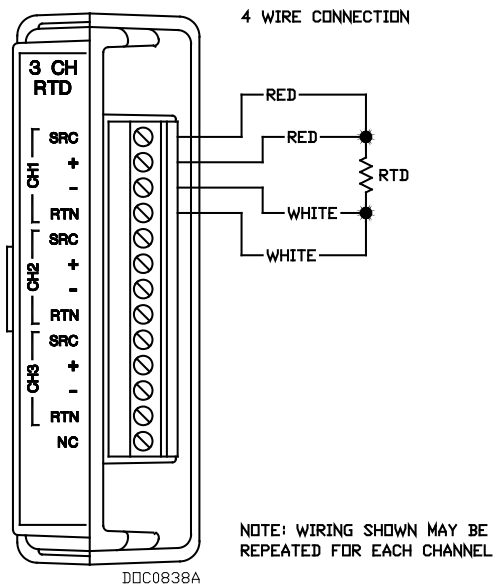 4 WIRE CONNECTION
3 CH
RTD
CH1
SRC
+
-
RTN
CH2
SRC
+
-
RTN
CH3
SRC
+
-
RTN
NC
RED
RED
RTD
WHITE
WHITE
NOTE: WIRING SHOWN MAY BE
REPEATED FOR EACH CHANNEL
DOC0838A